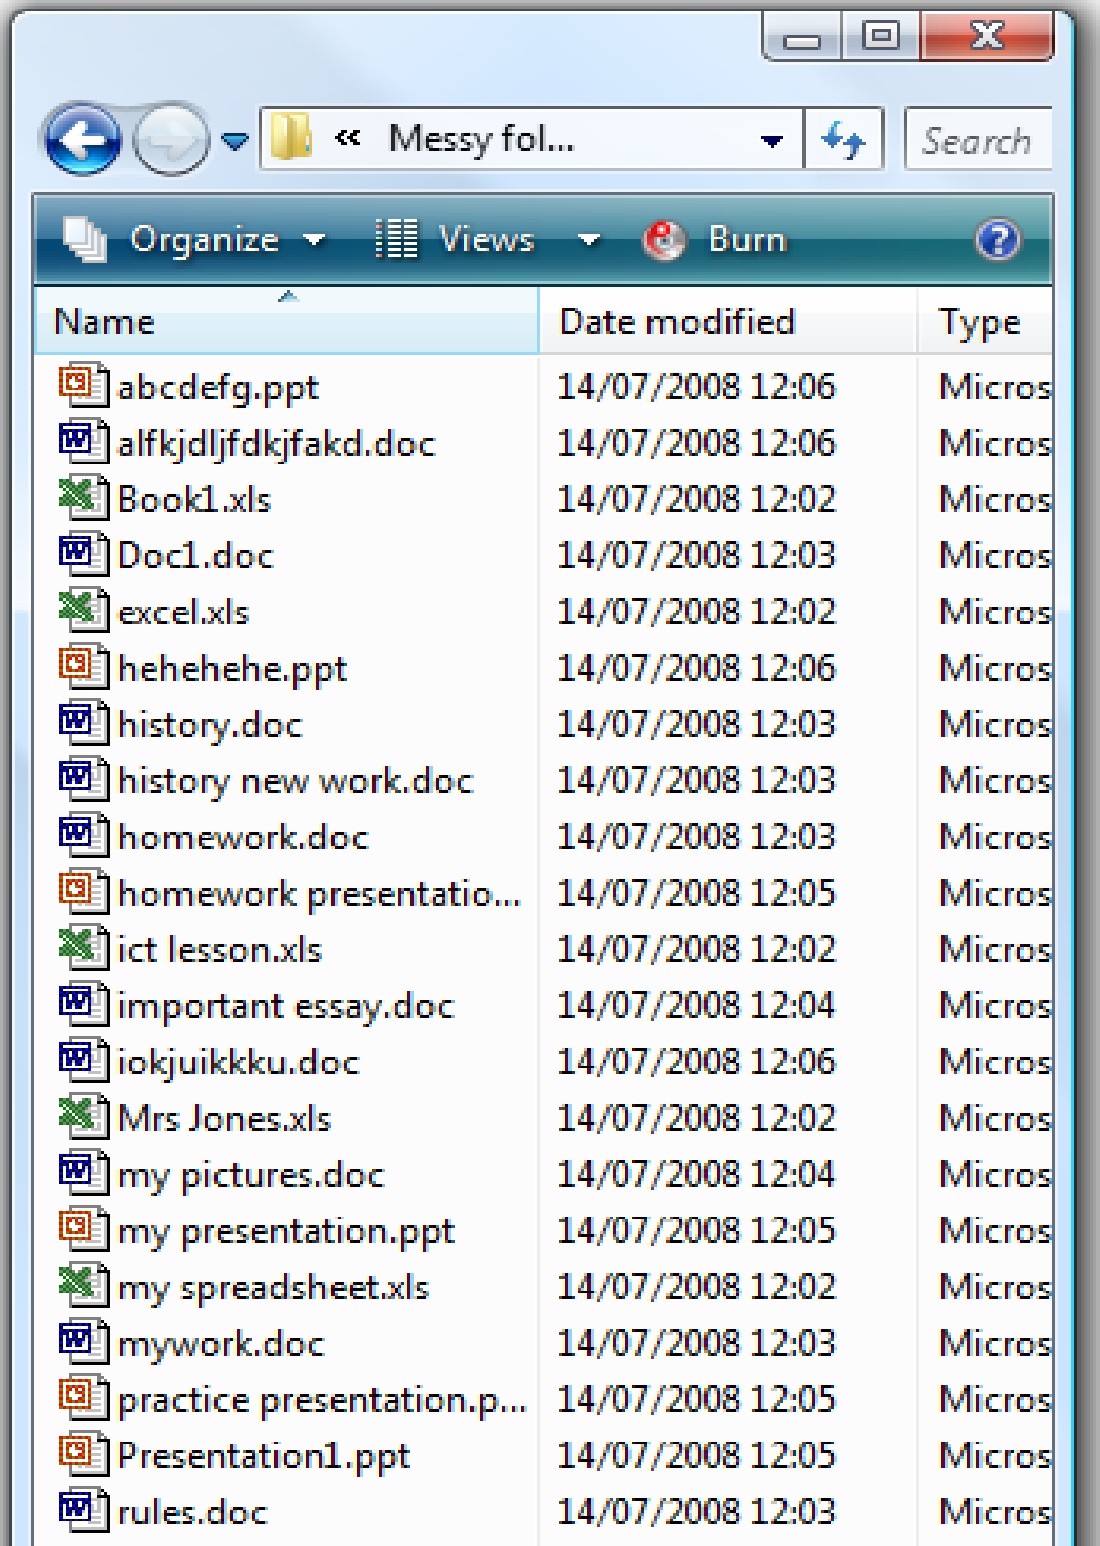 « Messy fol...
Search
Organize Views Burn
Name Date modified Type
abcdefg.ppt 14/07/2008 12:06 Micros
alfkjdljfdkjfakd.doc 14/07/2008 12:06 Micros
Book1.xls 14/07/2008 12:02 Micros
Doc1.doc 14/07/2008 12:03 Micros
excel.xls 14/07/2008 12:02 Micros
hehehehe.ppt 14/07/2008 12:06 Micros
history.doc 14/07/2008 12:03 Micros
history new work.doc 14/07/2008 12:03 Micros
homework.doc 14/07/2008 12:03 Micros
homework presentatio... 14/07/2008 12:05 Micros
ict lesson.xls 14/07/2008 12:02 Micros
important essay.doc 14/07/2008 12:04 Micros
iokjuikkku.doc 14/07/2008 12:06 Micros
Mrs Jones.xls 14/07/2008 12:02 Micros
my pictures.doc 14/07/2008 12:04 Micros
my presentation.ppt 14/07/2008 12:05 Micros
my spreadsheet.xls 14/07/2008 12:02 Micros
mywork.doc 14/07/2008 12:03 Micros
practice presentation.p... 14/07/2008 12:05 Micros
Presentation1.ppt 14/07/2008 12:05 Micros
rules.doc 14/07/2008 12:03 Micros